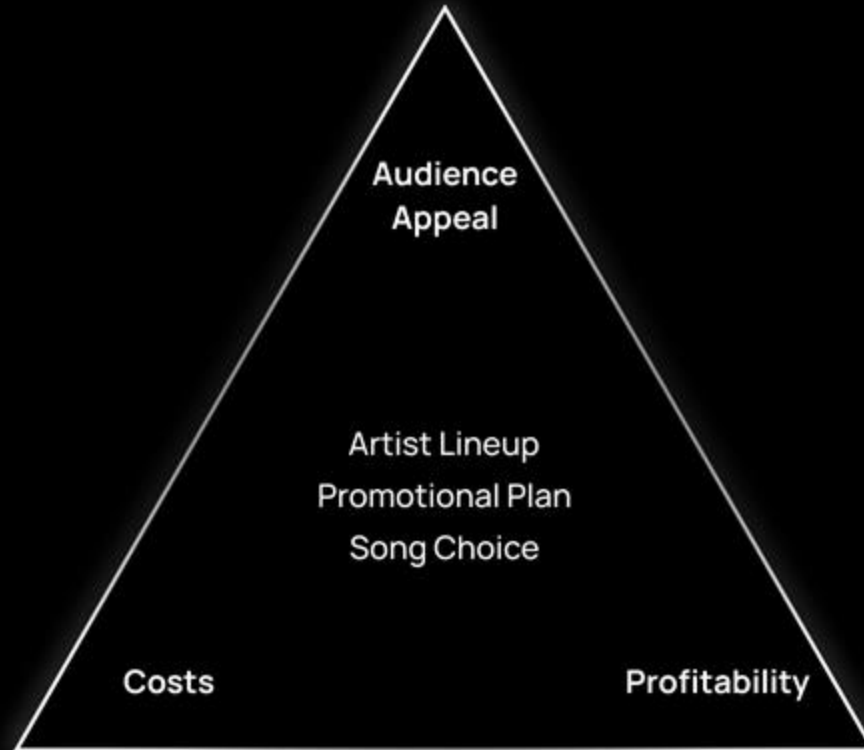 Audience
Appeal
Artist Lineup
Promotional Plan
Song Choice
Costs
Profitability